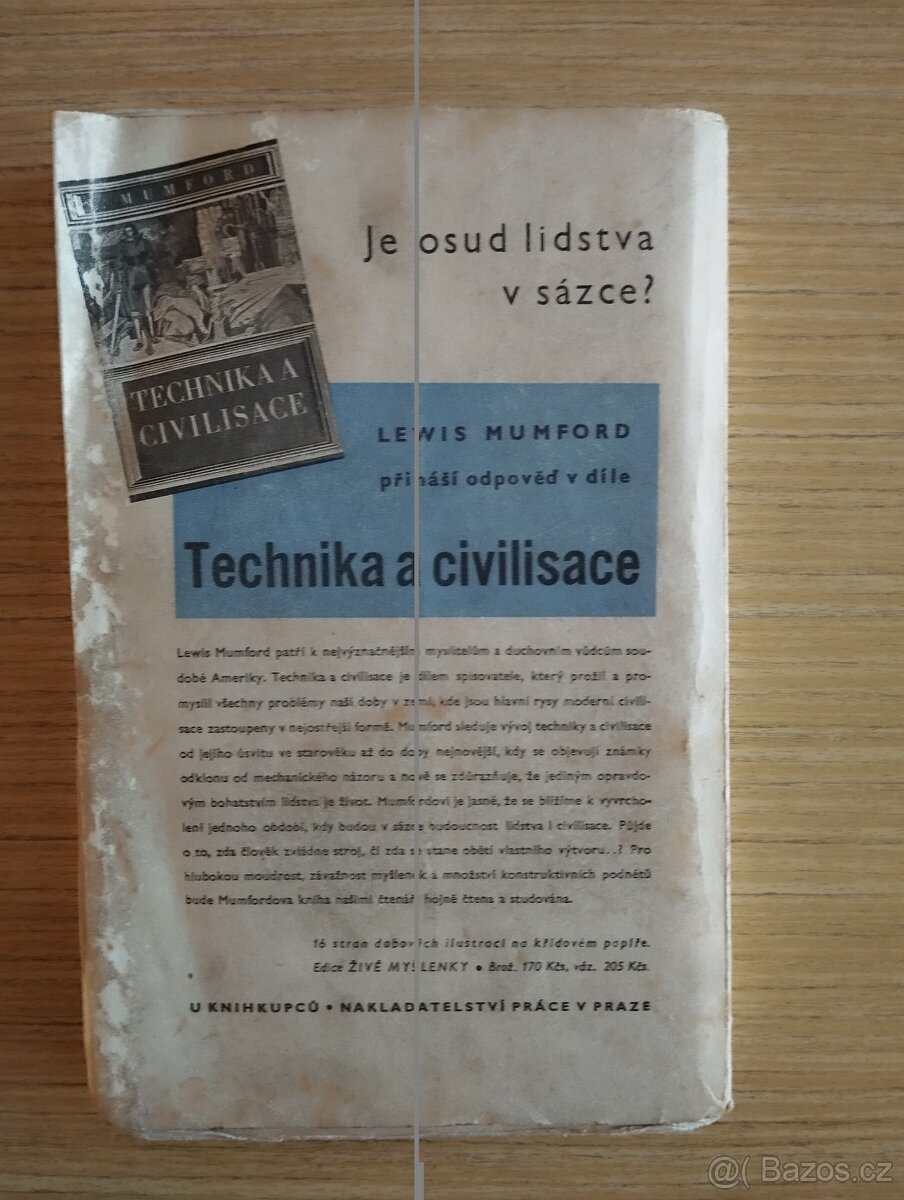 L. MUMFORD
TECHNIKA A
CIVILISACE
Je osud lidstva
v sázce?
LEWIS MUMFORD
přináší odpověď v díle
Technika a civilisace
Lewis Mumford patří k nejvýznačnějším myslitelům a duchovním vůdcům sou-
dobé Ameriky. Technika a civilisace je dílem spisovatele, který prožil a pro-
myslil všechny problémy naší doby v zemi, kde jsou hlavní rysy moderní civili-
sace zastoupeny v nejostřejší formě. Mumford sleduje vývoj techniky a civilisace
od jejího úsvitu ve starověku až do doby nejnovější, kdy se objevují známky
odklonu od mechanického názoru a nově se zdůrazňuje, že jediným opravdo-
vým bohatstvím lidstva je život. Mumfordovi je jasné, že se blížíme k vyvrcho-
lení jednoho období, kdy budou v sázce budoucnost lidstva i civilisace. Půjde
o to, zda člověk zvládne stroj, či zda se stane obětí vlastního výtvoru..? Pro
hlubokou moudrost, závažnost myšlenek a množství konstruktivních podnětů
bude Mumfordova kniha našimi čtenáři hojně čtena a studována.
16 stran dobových ilustrací na křídovém papíře.
Edice ŽIVÉ MYŠLENKY • Brož. 170 Kčs, váz. 205 Kčs.
U KNIHKUPCŮ • NAKLADATELSTVÍ PRÁCE V PRAZE
@( Bazos.cz